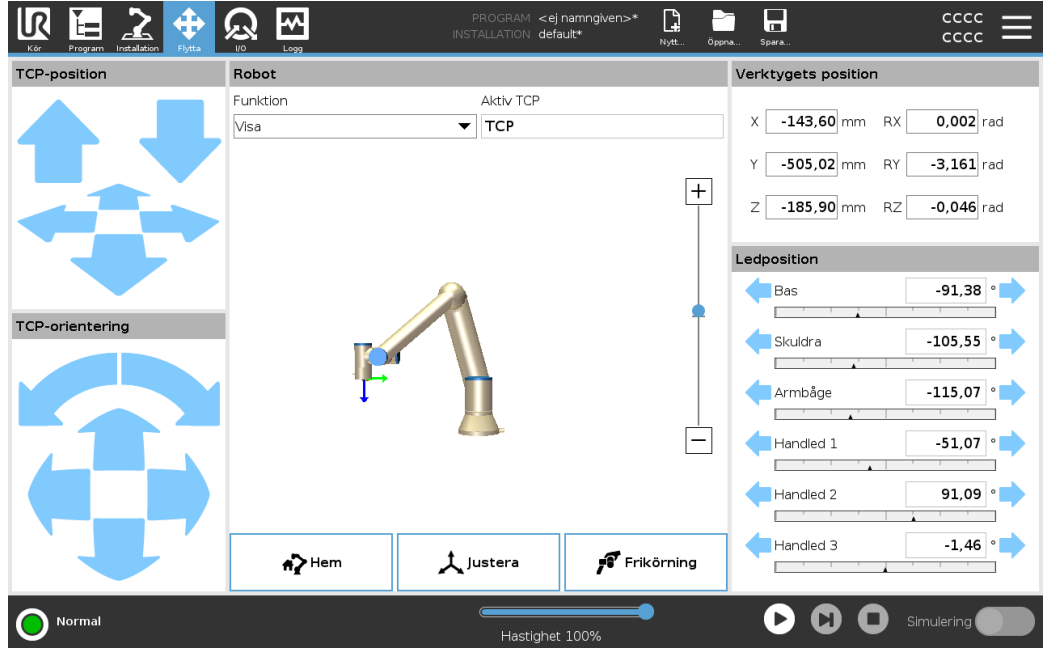 PROGRAM <ej namngiven>*
INSTALLATION default*
CCCC
CCCC
Kör
Program
Installation
Flytta
I/O
Logg
Nytt...
Öppna...
Spara...
TCP-position
TCP-orientering
Robot
Funktion
Aktiv TCP
Visa
TCP
Hem
Justera
Frikörning
Verktygets position
X -143,60 mm RX 0,002 rad
Y -505,02 mm RY -3,161 rad
Z -185,90 mm RZ -0,046 rad
Ledposition
Bas -91,38 °
Skuldra -105,55 °
Armbåge -115,07 °
Handled 1 -51,07 °
Handled 2 91,09 °
Handled 3 -1,46 °
Normal
Hastighet 100%
Simulering